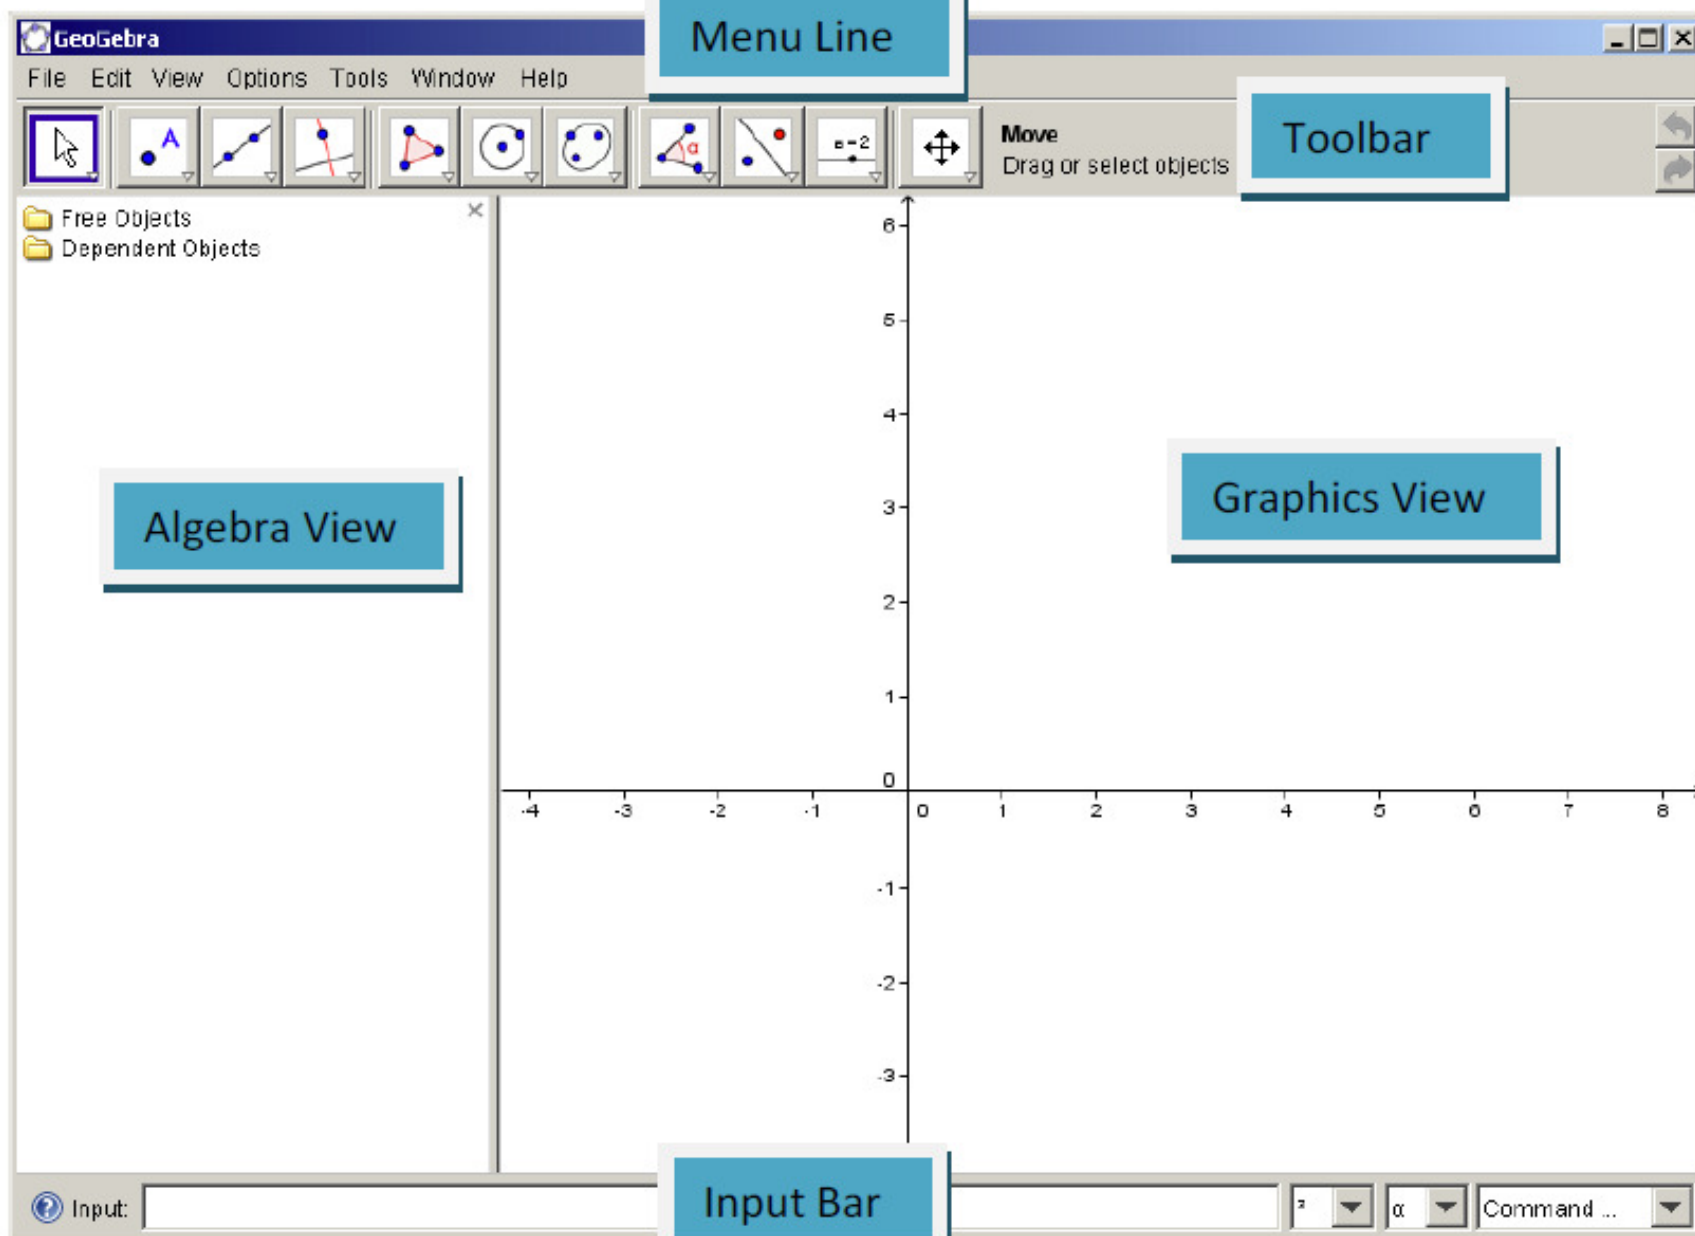 Menu Line
GeoGebra
File Edit View Options Tools Window Help
A
α
a=2
Move
Drag or select objects
Toolbar
Free Objects
Dependent Objects
6
5
4
3
2
1
0
-4 -3 -2 -1 0 1 2 3 4 5 6 7 8
-1
-2
-3
Algebra View
Graphics View
Input Bar
Input: ² α Command ...